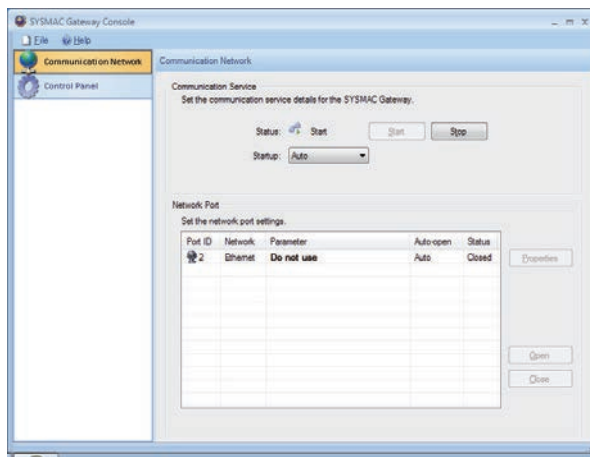 SYSMAC Gateway Console
File Help
Communication Network
Control Panel
Communication Network
Communication Service
Set the communication service details for the SYSMAC Gateway.
Status: Start Start Stop
Startup: Auto
Network Port
Set the network port settings.
Port ID Network Parameter Auto-open Status
2 Ethernet Do not use Auto Closed
Properties
Open
Close